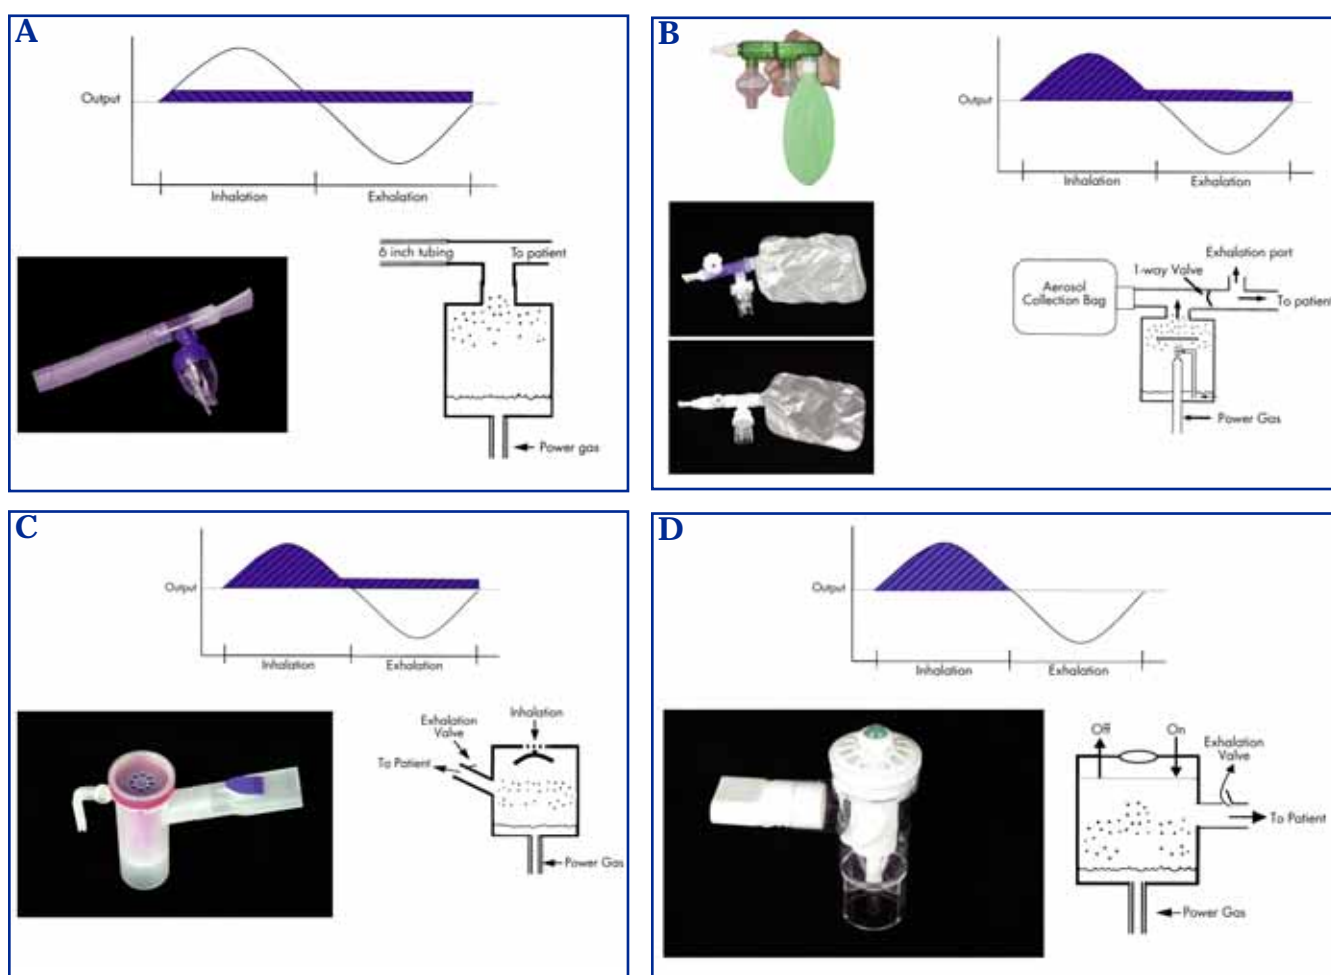 A
Output
Inhalation
Exhalation
6 inch tubing
To patient
Power gas
B
Output
Inhalation
Exhalation
Exhalation port
1-way Valve
Aerosol
Collection Bag
To patient
Power Gas
C
Output
Inhalation
Exhalation
Exhalation
Valve
Inhalation
To Patient
Power Gas
D
Output
Inhalation
Exhalation
Off
On
Exhalation
Valve
To Patient
Power Gas